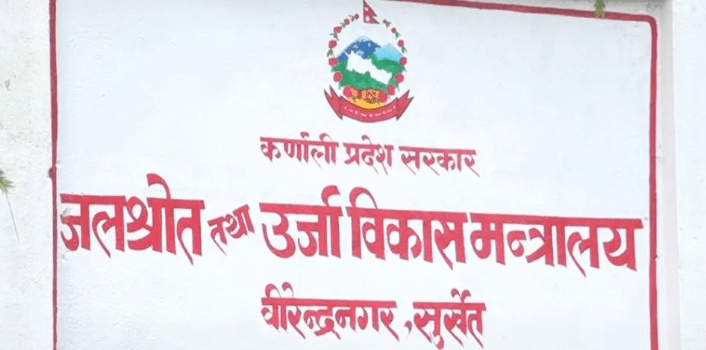 कर्णाली प्रदेश सरकार
जलश्रोत तथा उर्जा विकास मन्त्रालय
वीरेन्द्रनगर, सुर्खेत